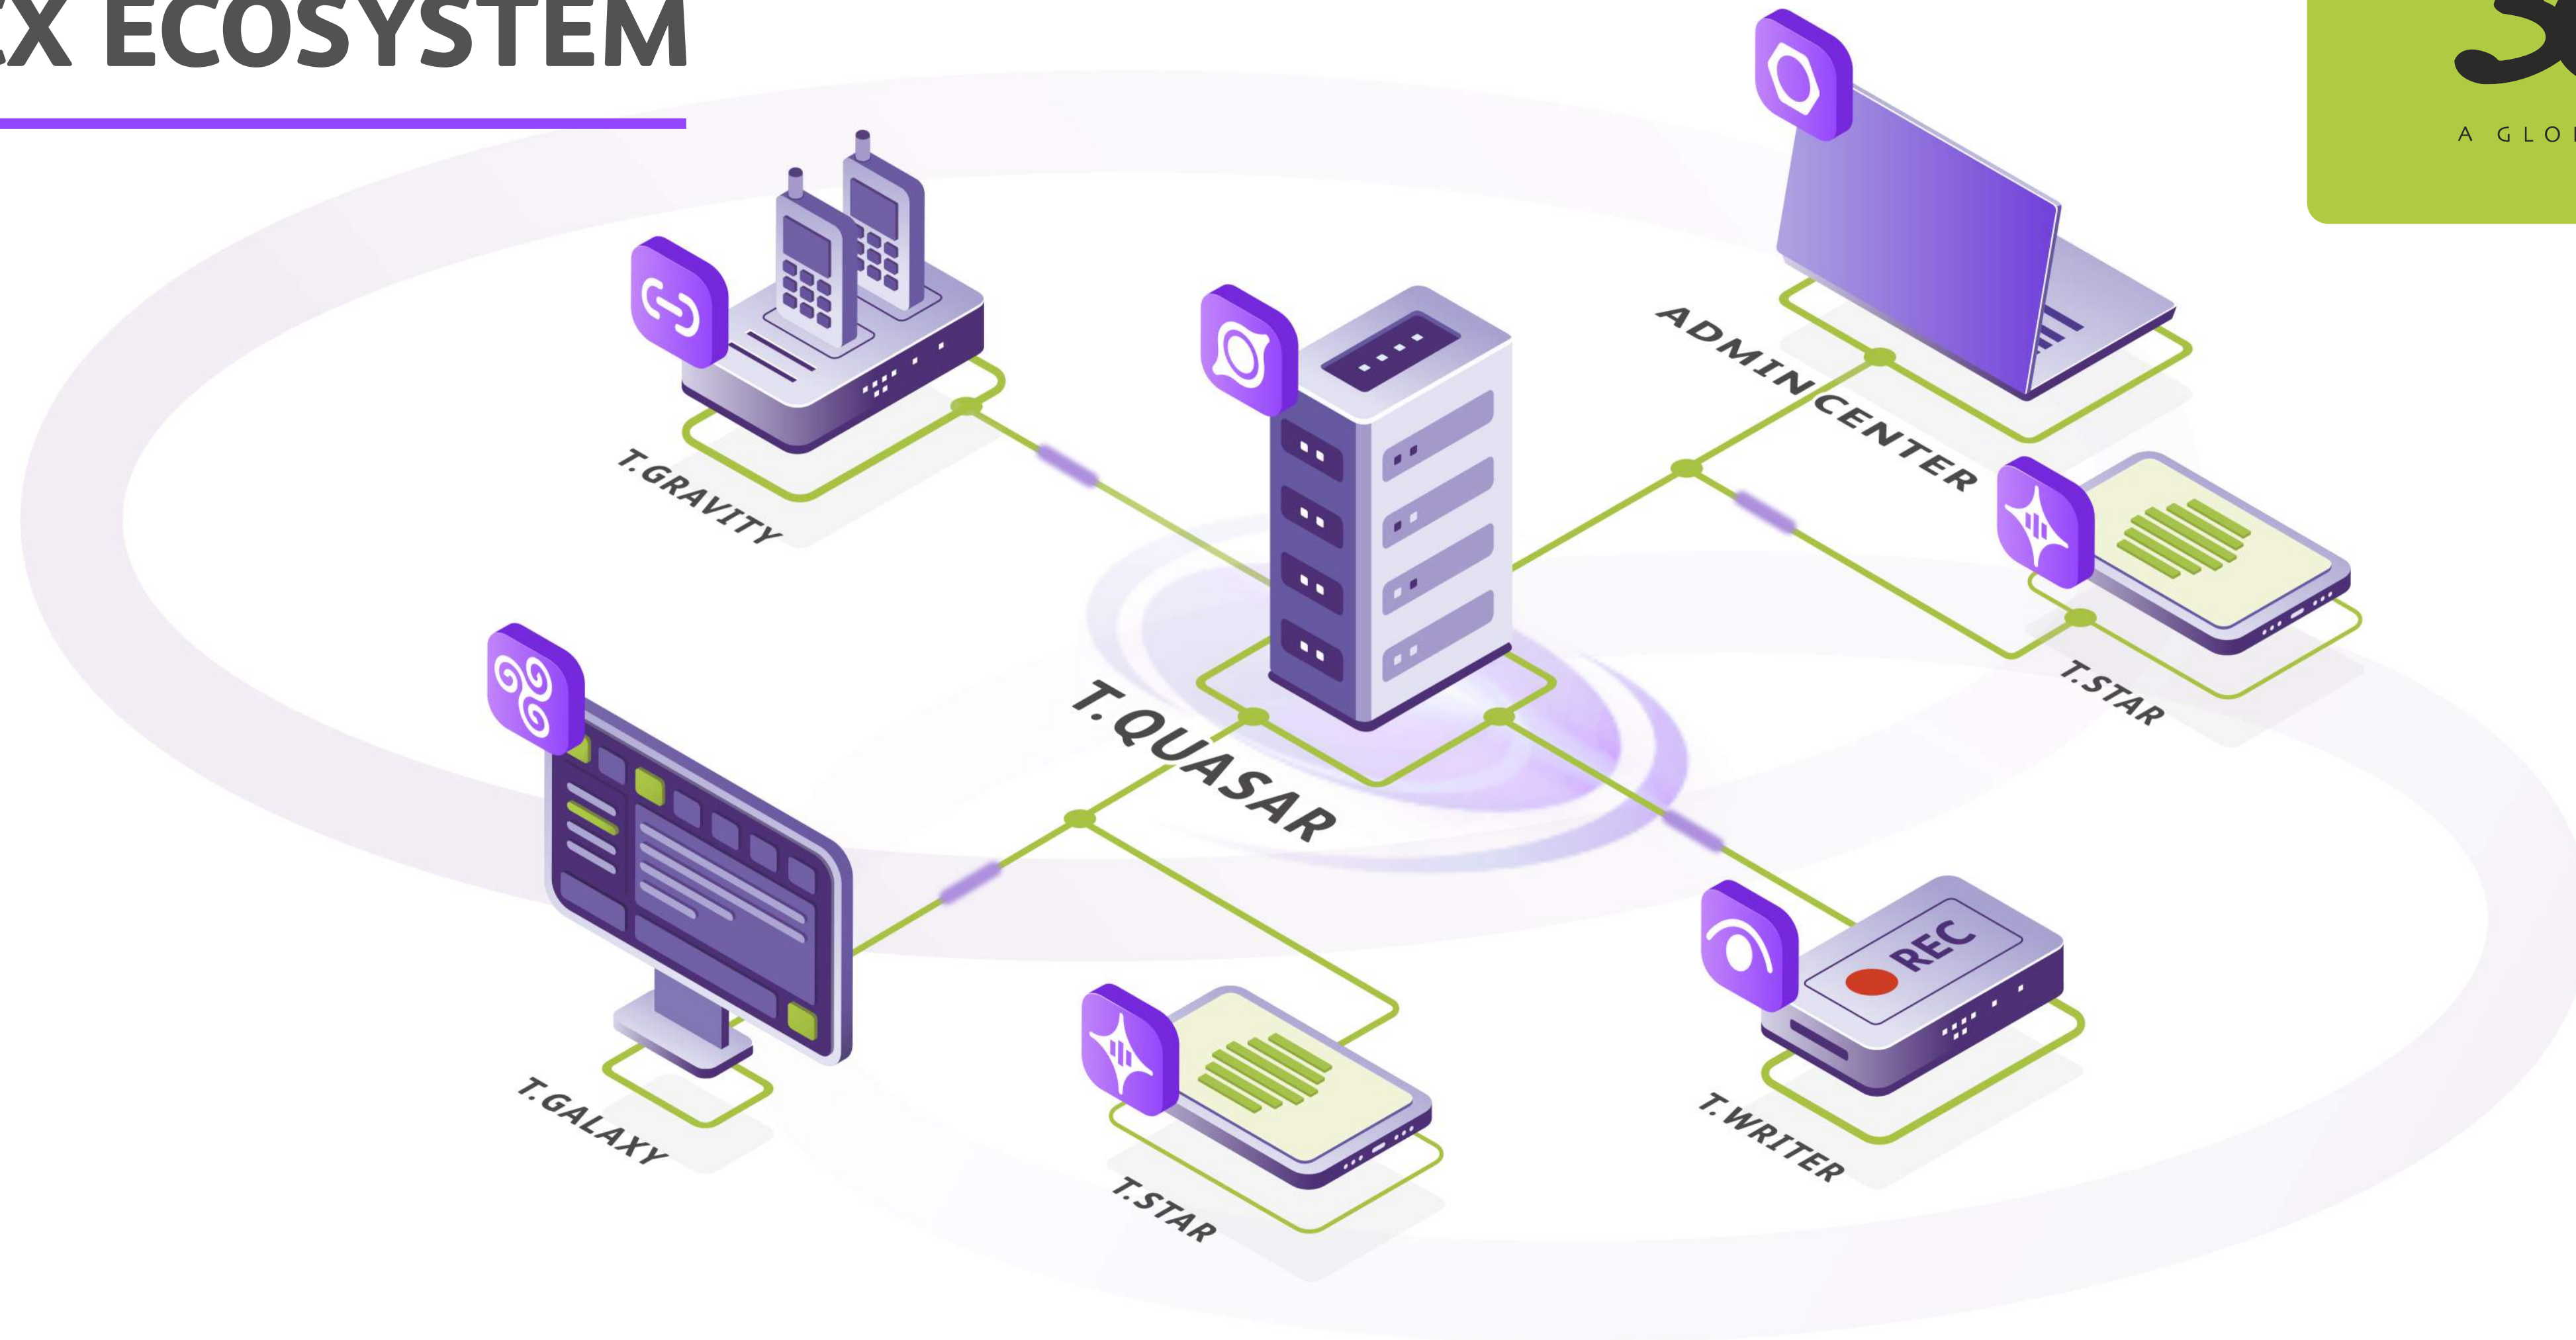 ECOSYSTEM
A GLO
T.GRAVITY
ADMIN CENTER
T.STAR
T.QUASAR
REC
T.GALAXY
T.STAR
T.WRITER